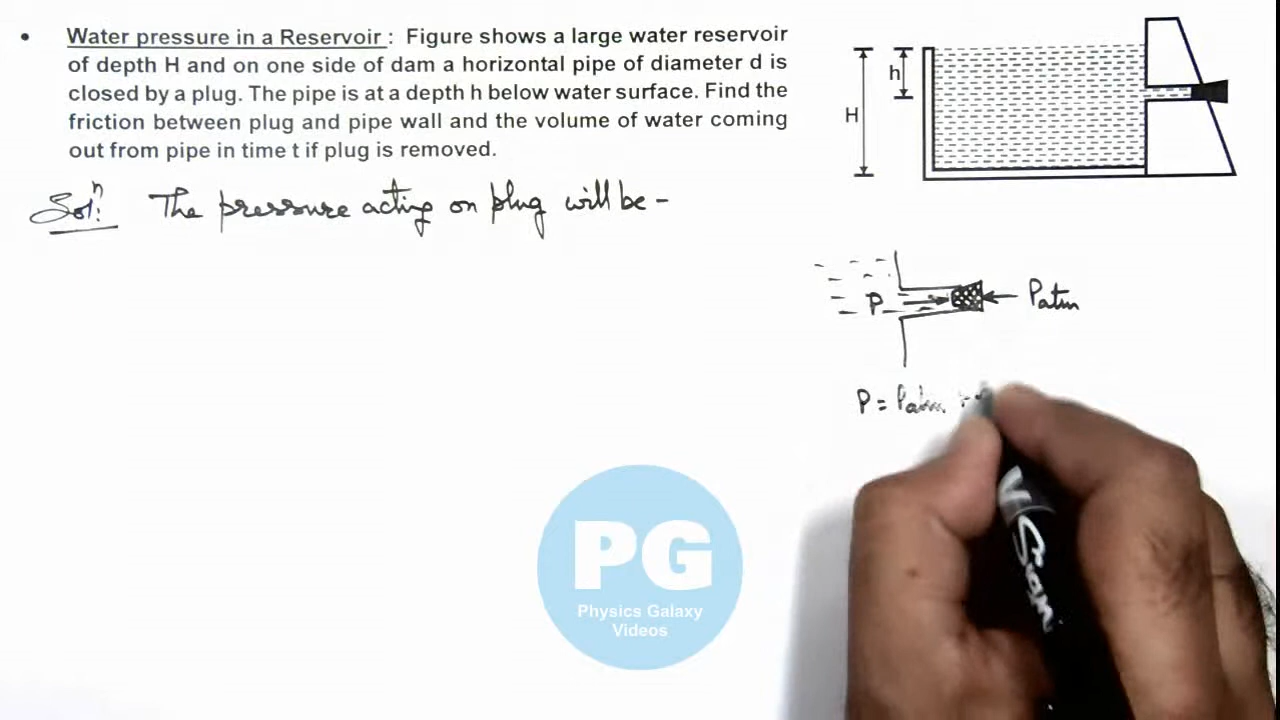 • Water pressure in a Reservoir : Figure shows a large water reservoir
of depth H and on one side of dam a horizontal pipe of diameter d is
closed by a plug. The pipe is at a depth h below water surface. Find the
friction between plug and pipe wall and the volume of water coming
out from pipe in time t if plug is removed.
h
H
Solⁿ: The pressure acting on plug will be -
P
Patm
P = Patm +
V-Sign
PG
Physics Galaxy
Videos